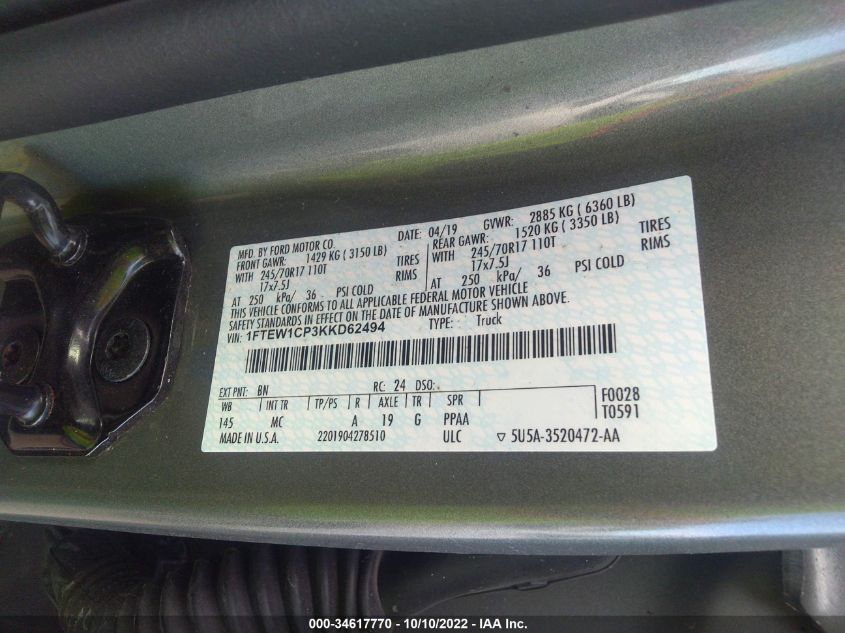 MFD. BY FORD MOTOR CO.
DATE: 04/19 GVWR: 2885 KG ( 6360 LB)
FRONT GAWR: 1429 KG ( 3150 LB) REAR GAWR: 1520 KG ( 3350 LB)
WITH 245/70R17 110T TIRES WITH 245/70R17 110T TIRES
17x7.5J RIMS 17x7.5J RIMS
AT 250 kPa/ 36 PSI COLD AT 250 kPa/ 36 PSI COLD
THIS VEHICLE CONFORMS TO ALL APPLICABLE FEDERAL MOTOR VEHICLE
SAFETY STANDARDS IN EFFECT ON THE DATE OF MANUFACTURE SHOWN ABOVE.
VIN: 1FTEW1CP3KKD62494 TYPE: Truck
EXT PNT: BN RC: 24 DSO:
WB INT TR TP/PS R AXLE TR SPR F0028
145 MC A 19 G PPAA T0591
MADE IN U.S.A. 2201904278510 ULC ▽ 5U5A-3520472-AA
000-34617770 - 10/10/2022 - IAA Inc.